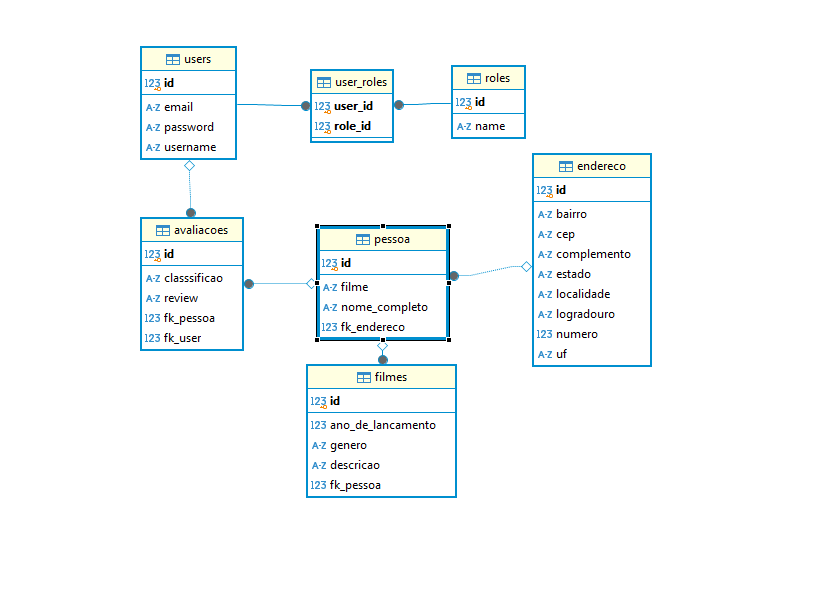 users
123 id
A-Z email
A-Z password
A-Z username
user_roles
123 user_id
123 role_id
roles
123 id
A-Z name
endereco
123 id
A-Z bairro
A-Z cep
A-Z complemento
A-Z estado
A-Z localidade
A-Z logradouro
123 numero
A-Z uf
avaliacoes
123 id
A-Z classsificao
A-Z review
123 fk_pessoa
123 fk_user
pessoa
123 id
A-Z filme
A-Z nome_completo
123 fk_endereco
filmes
123 id
123 ano_de_lancamento
A-Z genero
A-Z descricao
123 fk_pessoa